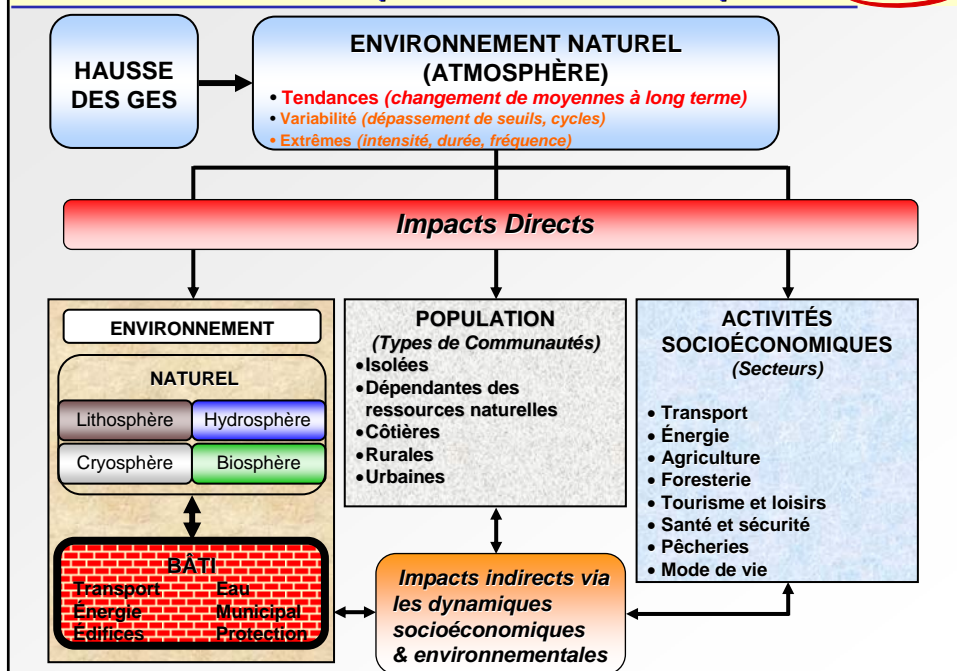 HAUSSE
DES GES
ENVIRONNEMENT NATUREL
(ATMOSPHÈRE)
• Tendances (changement de moyennes à long terme)
• Variabilité (dépassement de seuils, cycles)
• Extrêmes (intensité, durée, fréquence)
Impacts Directs
ENVIRONNEMENT
NATUREL
Lithosphère
Hydrosphère
Cryosphère
Biosphère
BÂTI
Transport Eau
Énergie Municipal
Édifices Protection
POPULATION
(Types de Communautés)
•Isolées
•Dépendantes des
ressources naturelles
•Côtières
•Rurales
•Urbaines
ACTIVITÉS
SOCIOÉCONOMIQUES
(Secteurs)
• Transport
• Énergie
• Agriculture
• Foresterie
• Tourisme et loisirs
• Santé et sécurité
• Pêcheries
• Mode de vie
Impacts indirects via
les dynamiques
socioéconomiques
& environnementales